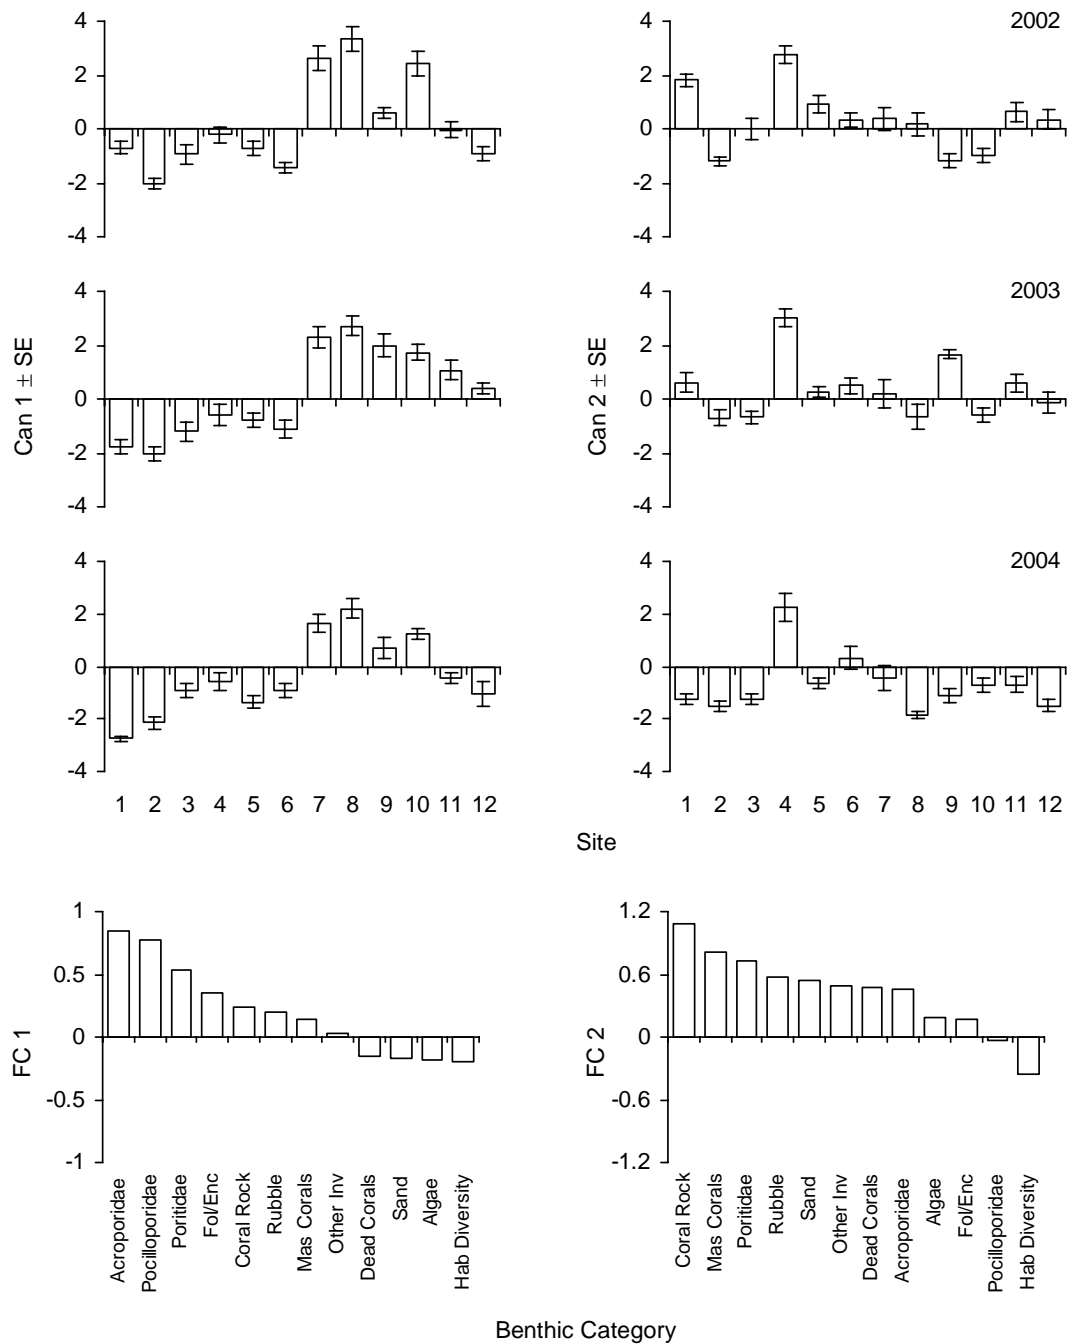 4
2
0
-2
-4
4
2
0
-2
-4
2002
4
2
0
-2
-4
4
2
0
-2
-4
2003
Can 1 ± SE
Can 2 ± SE
4
2
0
-2
-4
4
2
0
-2
-4
2004
1 2 3 4 5 6 7 8 9 10 11 12
1 2 3 4 5 6 7 8 9 10 11 12
Site
1
0.5
0
-0.5
-1
FC 1
Acroporidae
Pocilloporidae
Poritidae
Fol/Enc
Coral Rock
Rubble
Mas Corals
Other Inv
Dead Corals
Sand
Algae
Hab Diversity
1.2
0.6
0
-0.6
-1.2
FC 2
Coral Rock
Mas Corals
Poritidae
Rubble
Sand
Other Inv
Dead Corals
Acroporidae
Algae
Fol/Enc
Pocilloporidae
Hab Diversity
Benthic Category